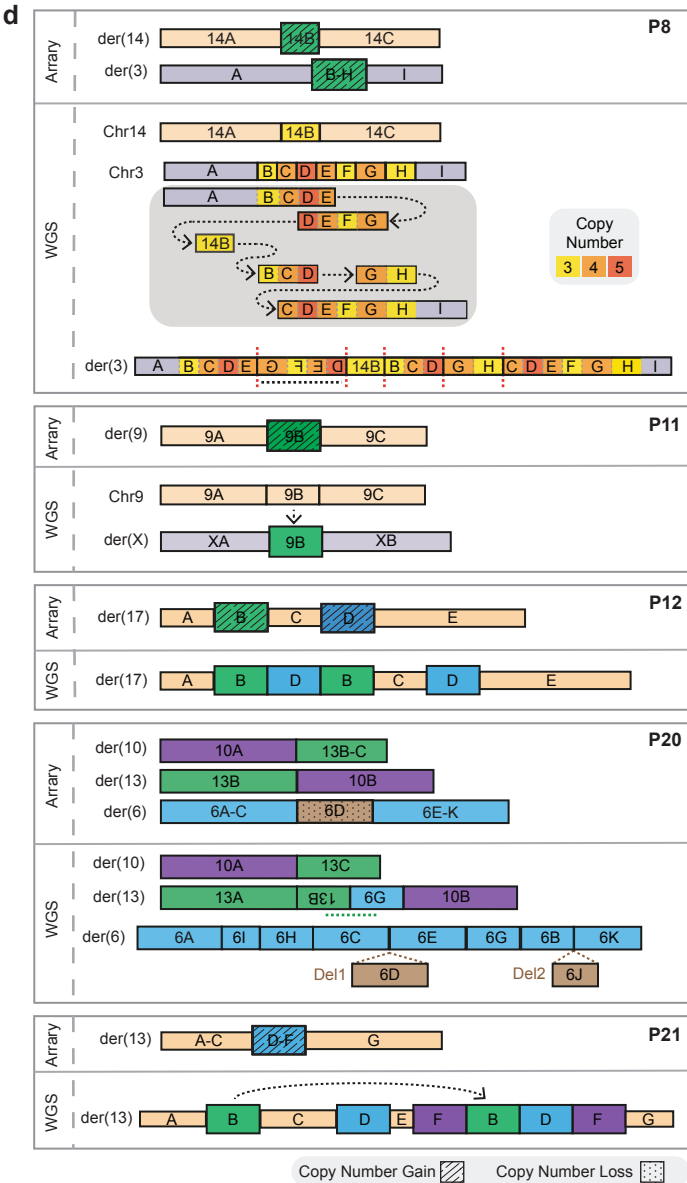 d
P8
Arrary
der(14) 14A 14B 14C
der(3) A B-H I
WGS
Chr14 14A 14B 14C
Chr3 A B C D E F G H I
A B C D E
D E F G
14B
B C D G H
C D E F G H I
Copy
Number
3 4 5
der(3) A B C D E G F E D 14B B C D G H C D E F G H I
P11
Arrary
der(9) 9A 9B 9C
WGS
Chr9 9A 9B 9C
der(X) XA 9B XB
P12
Arrary
der(17) A B C D E
WGS
der(17) A B D B C D E
P20
Arrary
der(10) 10A 13B-C
der(13) 13B 10B
der(6) 6A-C 6D 6E-K
WGS
der(10) 10A 13C
der(13) 13A 13B 6G 10B
der(6) 6A 6I 6H 6C 6E 6G 6B 6K
Del1 6D Del2 6J
P21
Arrary
der(13) A-C D-F G
WGS
der(13) A B C D E F B D F G
Copy Number Gain Copy Number Loss